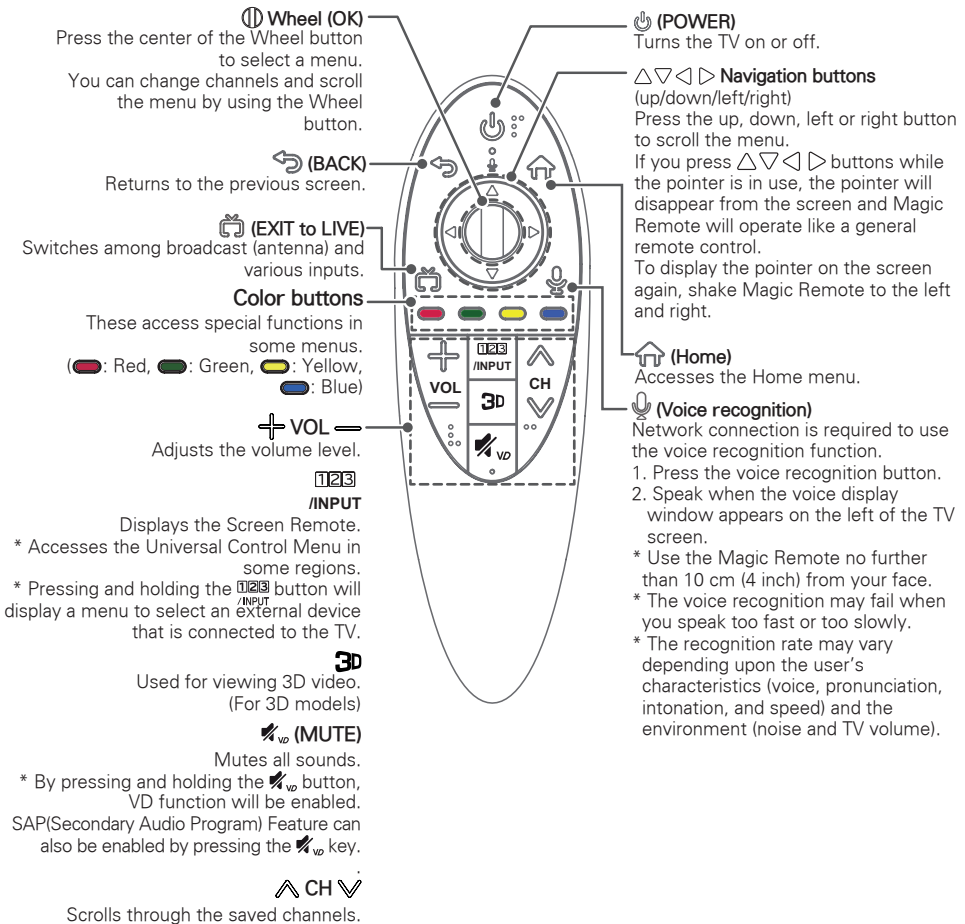 Wheel (OK)
Press the center of the Wheel button
to select a menu.
You can change channels and scroll
the menu by using the Wheel
button.
(BACK)
Returns to the previous screen.
(EXIT to LIVE)
Switches among broadcast (antenna) and
various inputs.
Color buttons
These access special functions in
some menus.
( : Red, : Green, : Yellow,
: Blue)
VOL
Adjusts the volume level.
123
/INPUT
Displays the Screen Remote.
* Accesses the Universal Control Menu in
some regions.
* Pressing and holding the 123 /INPUT button will
display a menu to select an external device
that is connected to the TV.
3D
Used for viewing 3D video.
(For 3D models)
VD (MUTE)
Mutes all sounds.
* By pressing and holding the VD button,
VD function will be enabled.
SAP(Secondary Audio Program) Feature can
also be enabled by pressing the VD key.
.
CH
Scrolls through the saved channels.
123
/INPUT
VOL
CH
3D
VD
(POWER)
Turns the TV on or off.
△▽◁ ▷ Navigation buttons
(up/down/left/right)
Press the up, down, left or right button
to scroll the menu.
If you press △▽◁ ▷ buttons while
the pointer is in use, the pointer will
disappear from the screen and Magic
Remote will operate like a general
remote control.
To display the pointer on the screen
again, shake Magic Remote to the left
and right.
(Home)
Accesses the Home menu.
(Voice recognition)
Network connection is required to use
the voice recognition function.
1. Press the voice recognition button.
2. Speak when the voice display
window appears on the left of the TV
screen.
* Use the Magic Remote no further
than 10 cm (4 inch) from your face.
* The voice recognition may fail when
you speak too fast or too slowly.
* The recognition rate may vary
depending upon the user's
characteristics (voice, pronunciation,
intonation, and speed) and the
environment (noise and TV volume).